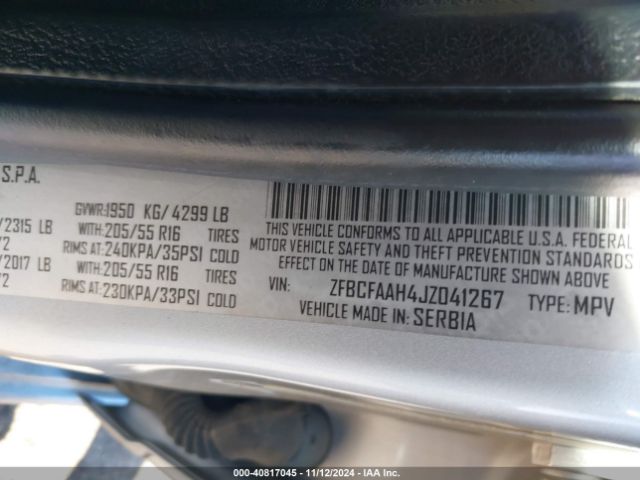 S.P.A.
GVWR:1950 KG/ 4299 LB
/2315 LB WITH:205/55 R16 TIRES
/2 RIMS AT:240KPA/35PSI COLD
/2017 LB WITH:205/55 R16 TIRES
/2 RIMS AT:230KPA/33PSI COLD
THIS VEHICLE CONFORMS TO ALL APPLICABLE U.S.A. FEDERAL
MOTOR VEHICLE SAFETY AND THEFT PREVENTION STANDARDS IN
EFFECT ON THE DATE OF MANUFACTURE SHOWN ABOVE
VIN: ZFBCFAAH4JZ041267 TYPE: MPV
VEHICLE MADE IN: SERBIA
000-40817045 - 11/12/2024 - IAA Inc.